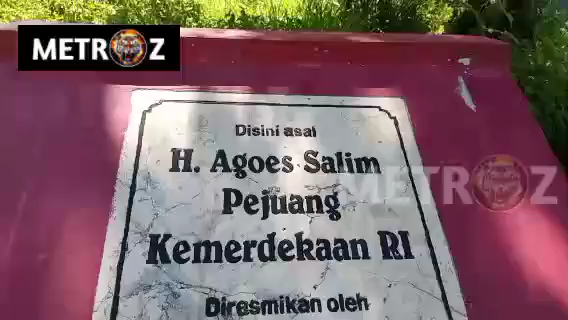 METROZ
Disini asal
H. Agoes Salim
Pejuang
METROZ
Kemerdekaan RI
Diresmikan oleh